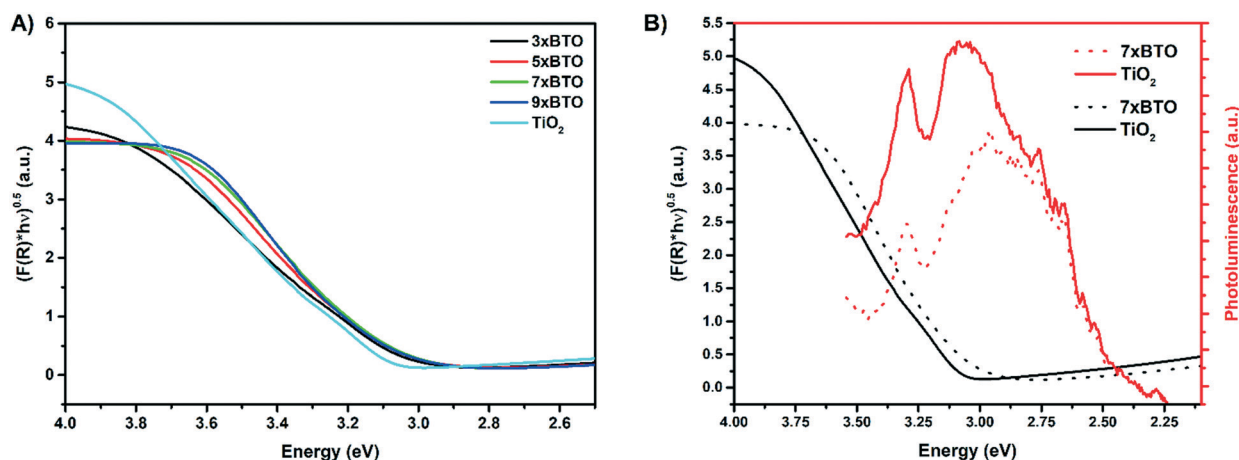 A)
3xBTO
5xBTO
7xBTO
9xBTO
TiO2
(F(R)*hν)^0.5 (a.u.)
6
5
4
3
2
1
0
4.0 3.8 3.6 3.4 3.2 3.0 2.8 2.6
Energy (eV)
B)
7xBTO
TiO2
7xBTO
TiO2
(F(R)*hν)^0.5 (a.u.)
5.5
5.0
4.5
4.0
3.5
3.0
2.5
2.0
1.5
1.0
0.5
0.0
4.00 3.75 3.50 3.25 3.00 2.75 2.50 2.25
Energy (eV)
Photoluminescence (a.u.)